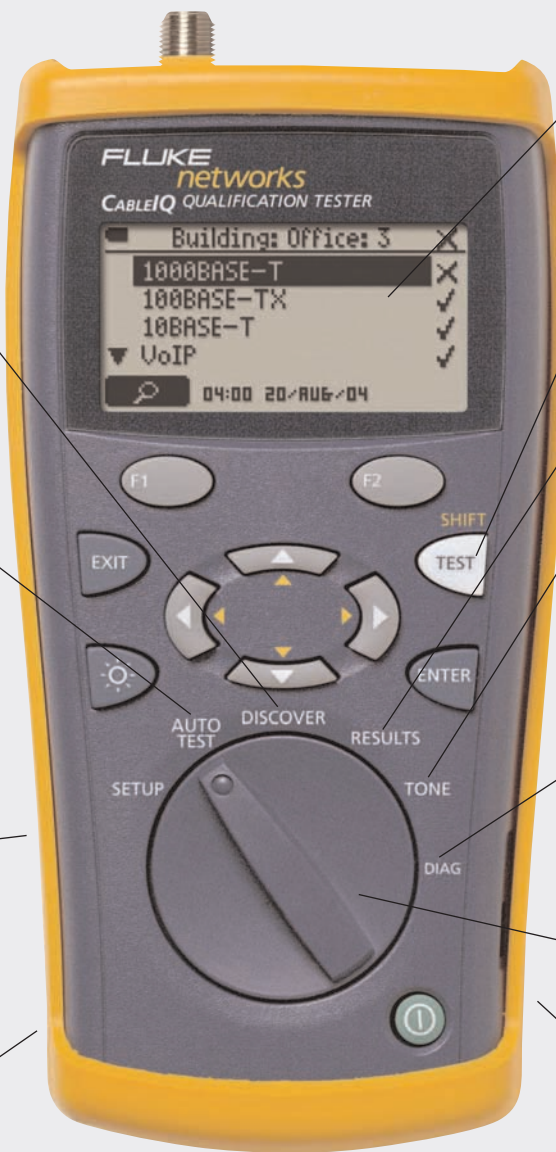 FLUKE
networks
CABLEIQ QUALIFICATION TESTER
Building: Office: 3
1000BASE-T
100BASE-TX
10BASE-T
VoIP
04:00 20/AUG/04
F1
F2
SHIFT
EXIT
TEST
ENTER
AUTO
TEST
DISCOVER
RESULTS
SETUP
TONE
DIAG